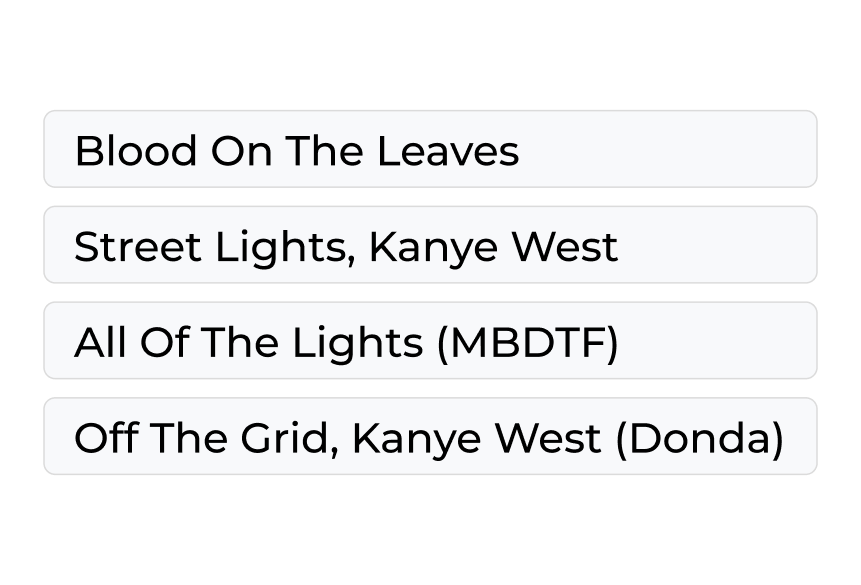 Blood On The Leaves
Street Lights, Kanye West
All Of The Lights (MBDTF)
Off The Grid, Kanye West (Donda)